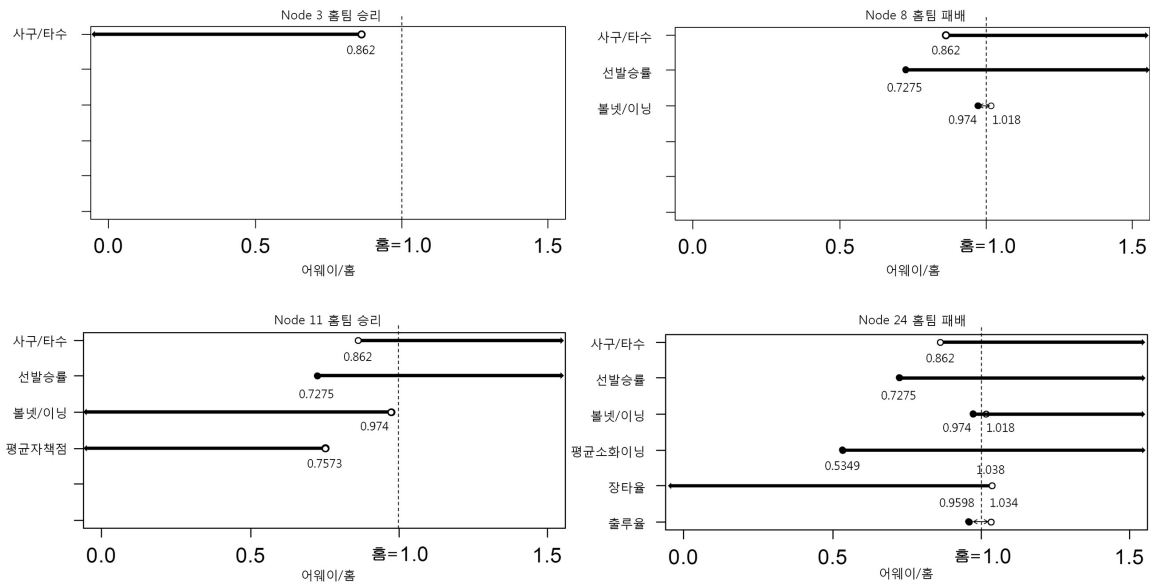 Node 3 홈팀 승리
사구/타수
0.862
0.0 0.5 홈=1.0 1.5
어웨이/홈
Node 8 홈팀 패배
사구/타수
0.862
선발승률
0.7275
볼넷/이닝
0.974 1.018
0.0 0.5 홈=1.0 1.5
어웨이/홈
Node 11 홈팀 승리
사구/타수
0.862
선발승률
0.7275
볼넷/이닝
0.974
평균자책점
0.7573
0.0 0.5 홈=1.0 1.5
어웨이/홈
Node 24 홈팀 패배
사구/타수
0.862
선발승률
0.7275
볼넷/이닝
0.974 1.018
평균소화이닝
0.5349
1.038
장타율
0.9598 1.034
출루율
0.0 0.5 홈=1.0 1.5
어웨이/홈